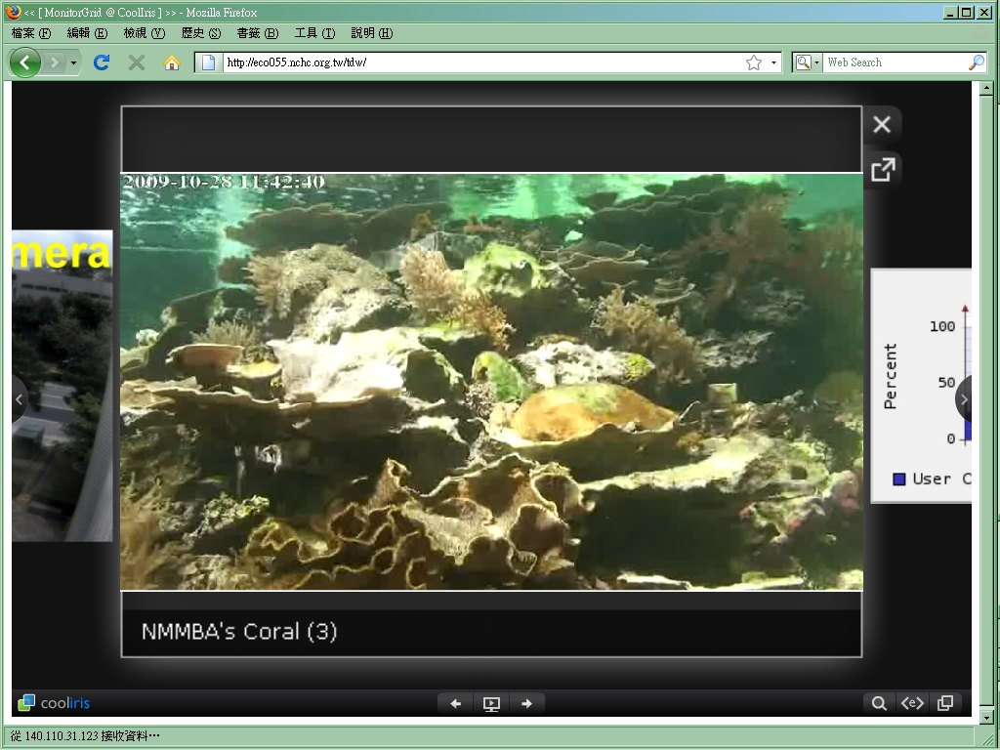 << [ MonitorGrid @ CoolIris ] >> - Mozilla Firefox
檔案 (F) 編輯 (E) 檢視 (V) 歷史 (S) 書籤 (B) 工具 (T) 說明 (H)
http://eco055.nchc.org.tw/tdw/
Web Search
2009-10-28 11:42:40
mera
100
50
0
Percent
User C
NMMBA's Coral (3)
cooliris
<e>
從 140.110.31.123 接收資料…